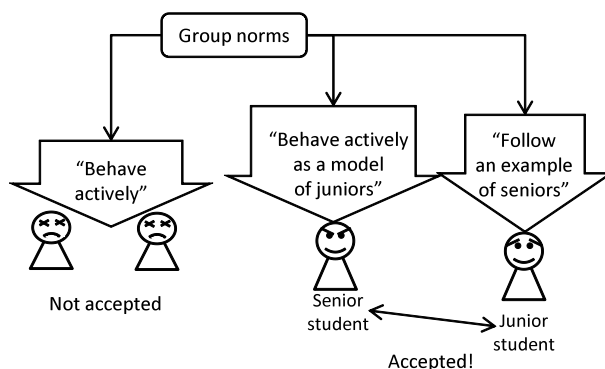 Group norms
“Behave
actively”
“Behave actively
as a model
of juniors”
“Follow
an example
of seniors”
Not accepted
Senior
student
Junior
student
Accepted!